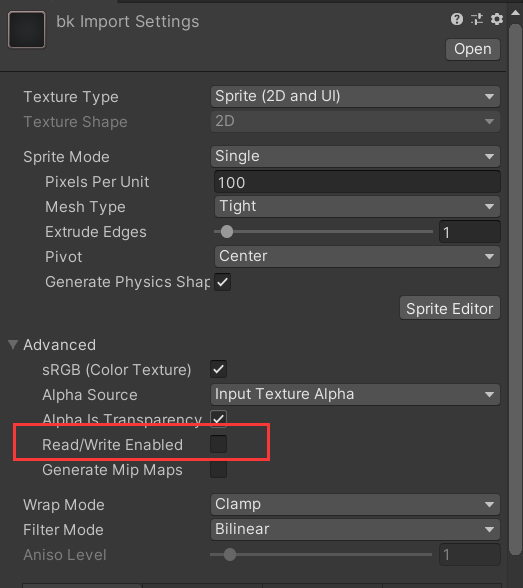 bk Import Settings
Open
Texture Type Sprite (2D and UI)
Texture Shape 2D
Sprite Mode Single
Pixels Per Unit 100
Mesh Type Tight
Extrude Edges 1
Pivot Center
Generate Physics Shap
Sprite Editor
Advanced
sRGB (Color Texture)
Alpha Source Input Texture Alpha
Alpha Is Transparency
Read/Write Enabled
Generate Mip Maps
Wrap Mode Clamp
Filter Mode Bilinear
Aniso Level 1